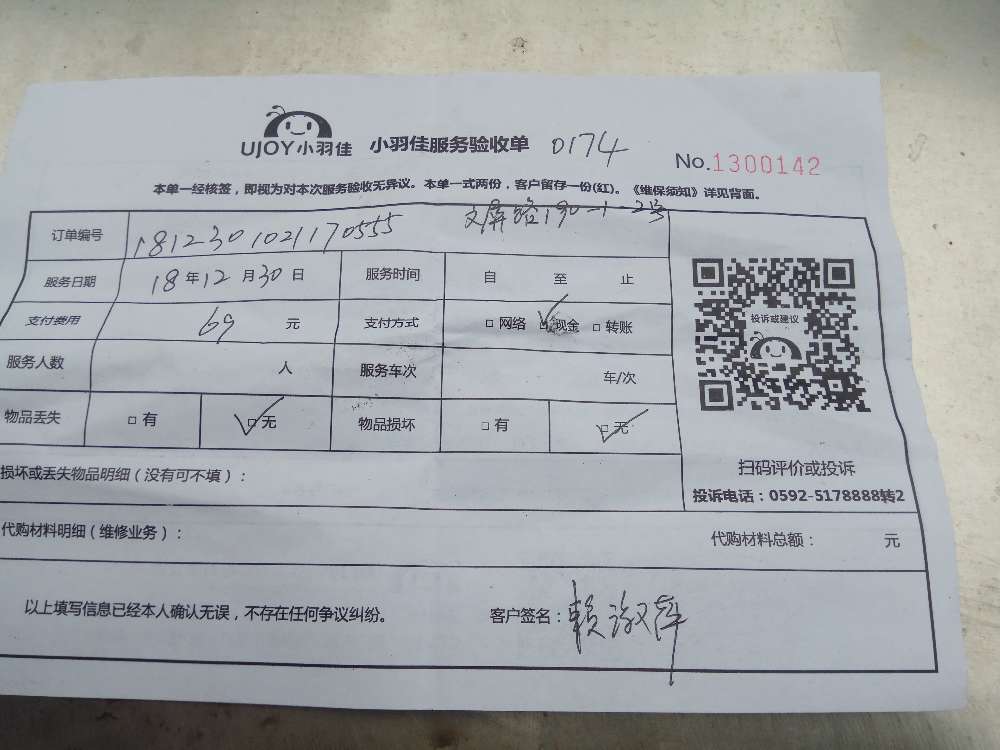 UJOY小羽佳 小羽佳服务验收单 0174
No.1300142
本单一经核签，即视为对本次服务验收无异议。本单一式两份，客户留存一份(红)。《维保须知》详见背面。
文屏路190-1-2号
订单编号 1812301021170555
服务日期 18年12月30日 服务时间 自 至 止
支付费用 69 元 支付方式 □网络 ☑现金 □转账
投诉或建议
服务人数 人 服务车次 车/次
物品丢失 □有 ☑无 物品损坏 □有 ☑无
扫码评价或投诉
投诉电话：0592-5178888转2
损坏或丢失物品明细（没有可不填）：
代购材料明细（维修业务）： 代购材料总额： 元
以上填写信息已经本人确认无误，不存在任何争议纠纷。 客户签名：赖淑萍